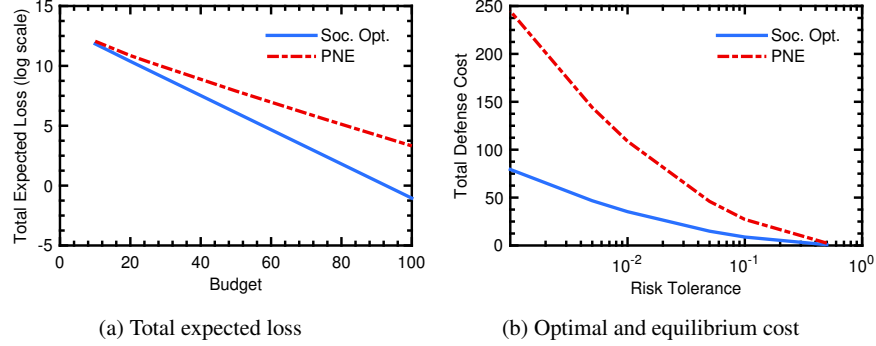 Total Expected Loss (log scale)
15
10
5
0
-5
Soc. Opt.
PNE
0 20 40 60 80 100
Budget
(a) Total expected loss
Total Defense Cost
250
200
150
100
50
0
Soc. Opt.
PNE
10^-2 10^-1 10^0
Risk Tolerance
(b) Optimal and equilibrium cost